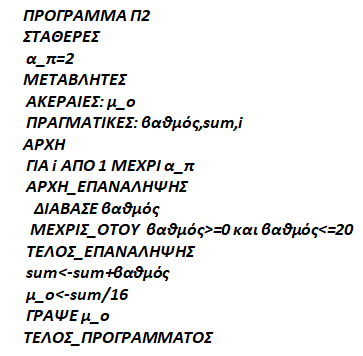 ΠΡΟΓΡΑΜΜΑ Π2
ΣΤΑΘΕΡΕΣ
α_π=2
ΜΕΤΑΒΛΗΤΕΣ
ΑΚΕΡΑΙΕΣ: μ_ο
ΠΡΑΓΜΑΤΙΚΕΣ: βαθμός,sum,i
ΑΡΧΗ
ΓΙΑ i ΑΠΟ 1 ΜΕΧΡΙ α_π
ΑΡΧΗ_ΕΠΑΝΑΛΗΨΗΣ
ΔΙΑΒΑΣΕ βαθμός
ΜΕΧΡΙΣ_ΟΤΟΥ βαθμός>=0 και βαθμός<=20
ΤΕΛΟΣ_ΕΠΑΝΑΛΗΨΗΣ
sum<-sum+βαθμός
μ_ο<-sum/16
ΓΡΑΨΕ μ_ο
ΤΕΛΟΣ_ΠΡΟΓΡΑΜΜΑΤΟΣ